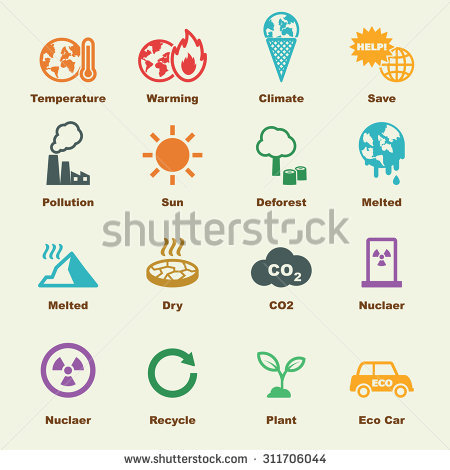 HELP!
Temperature Warming Climate Save
Pollution Sun Deforest Melted
shutterstock
CO2
Melted Dry CO2 Nuclaer
ECO
Nuclaer Recycle Plant Eco Car
www.shutterstock.com · 311706044